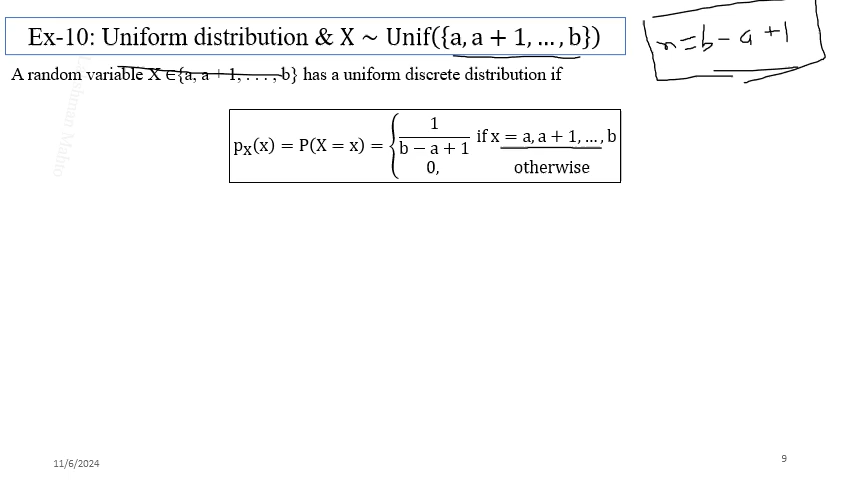 Ex-10: Uniform distribution & X ~ Unif({a, a + 1, ... , b})
n = b - a + 1
A random variable X ∈{a, a + 1, . . . , b} has a uniform discrete distribution if
pX(x) = P(X = x) = { 1 / (b − a + 1) if x = a, a + 1, ... , b
0, otherwise
11/6/2024
9